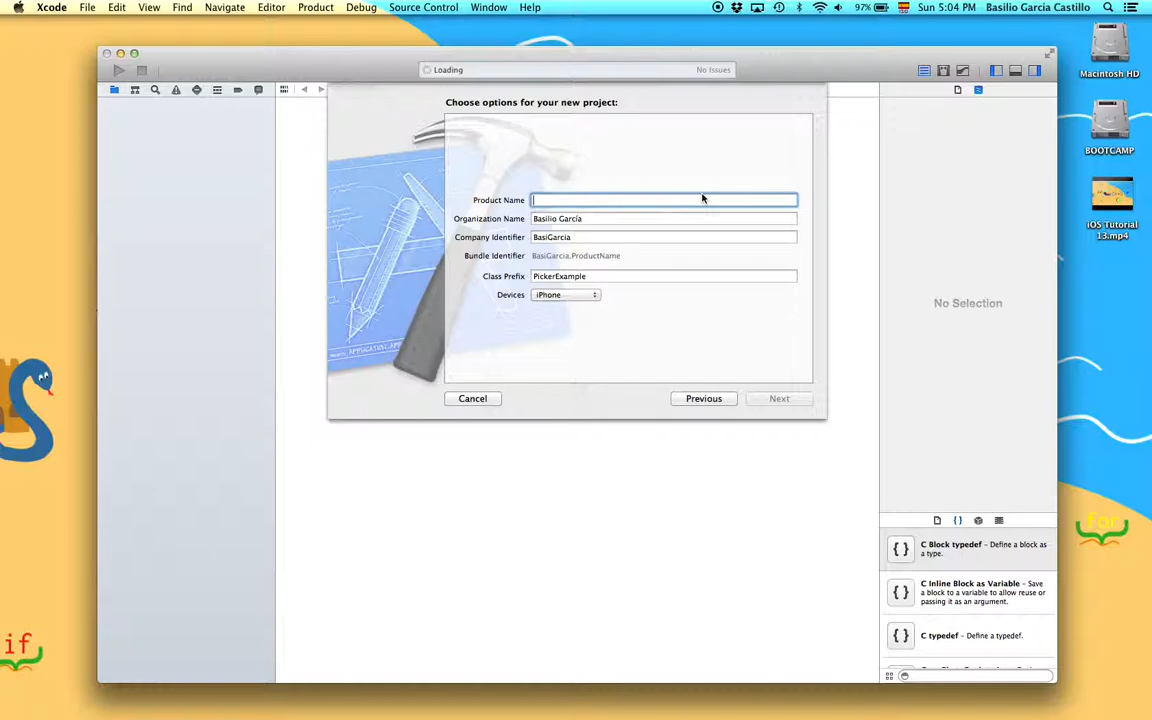 Xcode File Edit View Find Navigate Editor Product Debug Source Control Window Help 97% Sun 5:04 PM Basilio Garcia Castillo
Loading No Issues
Macintosh HD
Choose options for your new project:
BOOTCAMP
Product Name
Organization Name Basilio García
Company Identifier BasiGarcia
Bundle Identifier BasiGarcia.ProductName
Class Prefix PickerExample
Devices iPhone
iOS Tutorial
13.mp4
No Selection
Cancel Previous Next
for
{ } C Block typedef - Define a block as
a type.
{ } C Inline Block as Variable - Save
a block to a variable to allow reuse or
passing it as an argument.
{ } C typedef - Define a typedef.
if